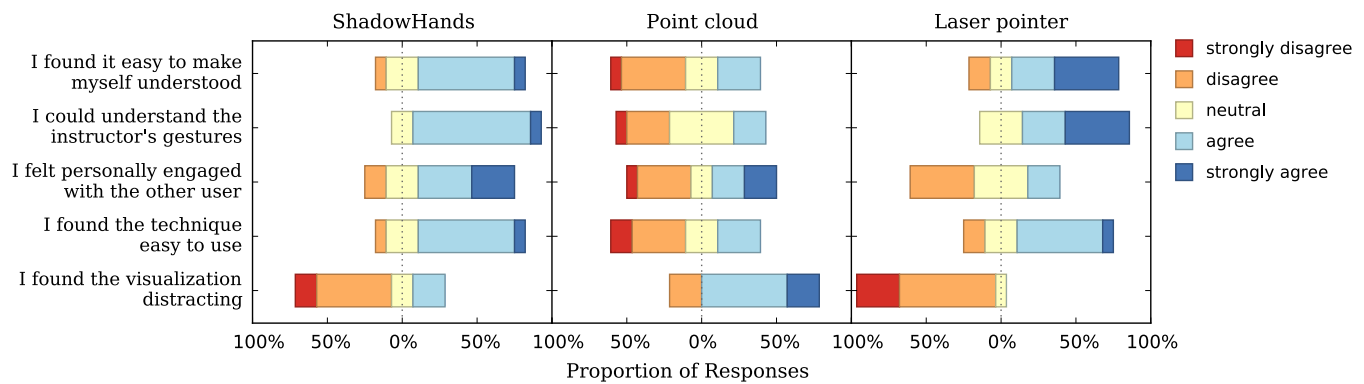 ShadowHands
Point cloud
Laser pointer
I found it easy to make
myself understood
I could understand the
instructor's gestures
I felt personally engaged
with the other user
I found the technique
easy to use
I found the visualization
distracting
strongly disagree
disagree
neutral
agree
strongly agree
100% 50% 0% 50% 100% 50% 0% 50% 100% 50% 0% 50% 100%
Proportion of Responses